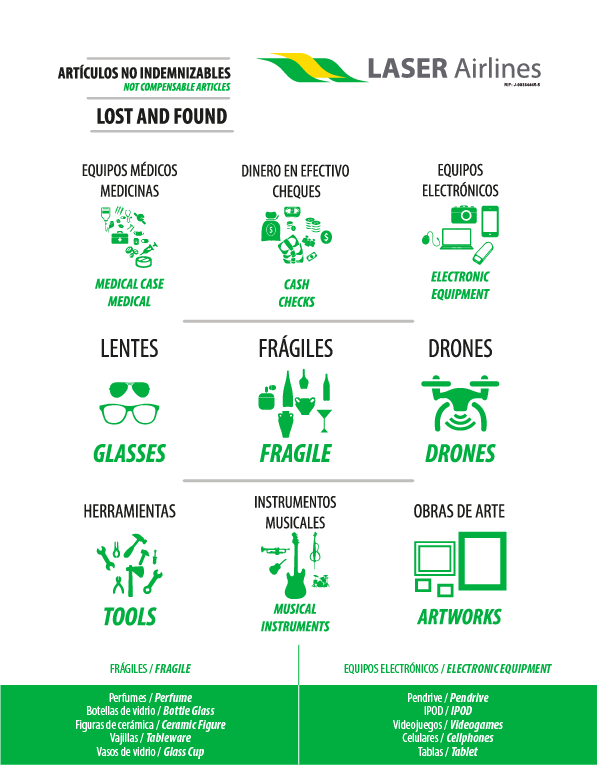 ARTÍCULOS NO INDEMNIZABLES
NOT COMPENSABLE ARTICLES
LOST AND FOUND
LASER Airlines
EQUIPOS MÉDICOS
MEDICINAS
MEDICAL CASE
MEDICAL
DINERO EN EFECTIVO
CHEQUES
CASH
CHECKS
EQUIPOS
ELECTRÓNICOS
ELECTRONIC
EQUIPMENT
LENTES
GLASSES
FRÁGILES
FRAGILE
DRONES
DRONES
HERRAMIENTAS
TOOLS
INSTRUMENTOS
MUSICALES
MUSICAL
INSTRUMENTS
OBRAS DE ARTE
ARTWORKS
FRÁGILES / FRAGILE
Perfumes / Perfume
Botellas de vidrio / Bottle Glass
Figuras de cerámica / Ceramic Figure
Vajillas / Tableware
Vasos de vidrio / Glass Cup
EQUIPOS ELECTRÓNICOS / ELECTRONIC EQUIPMENT
Pendrive / Pendrive
IPOD / IPOD
Videojuegos / Videogames
Celulares / Cellphones
Tablas / Tablet